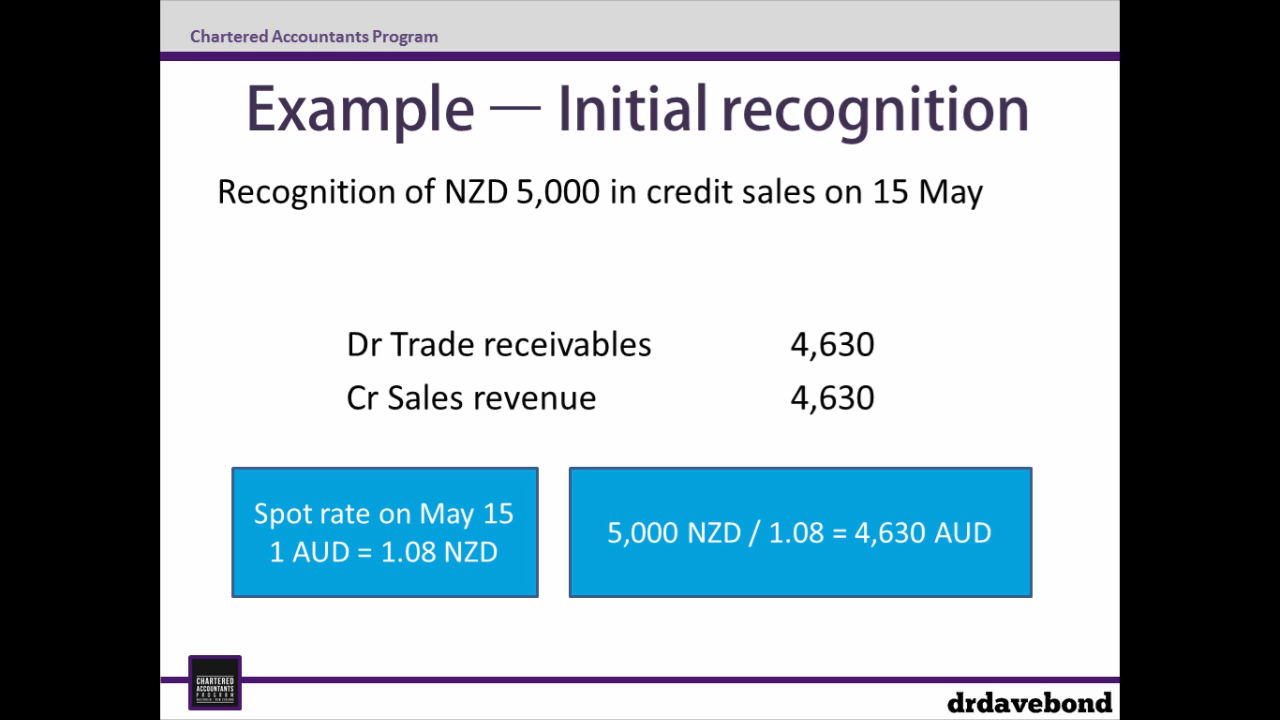 Chartered Accountants Program
Example — Initial recognition
Recognition of NZD 5,000 in credit sales on 15 May
Dr Trade receivables 4,630
Cr Sales revenue 4,630
Spot rate on May 15
1 AUD = 1.08 NZD
5,000 NZD / 1.08 = 4,630 AUD
CHARTERED
ACCOUNTANTS
PROGRAM
drdavebond